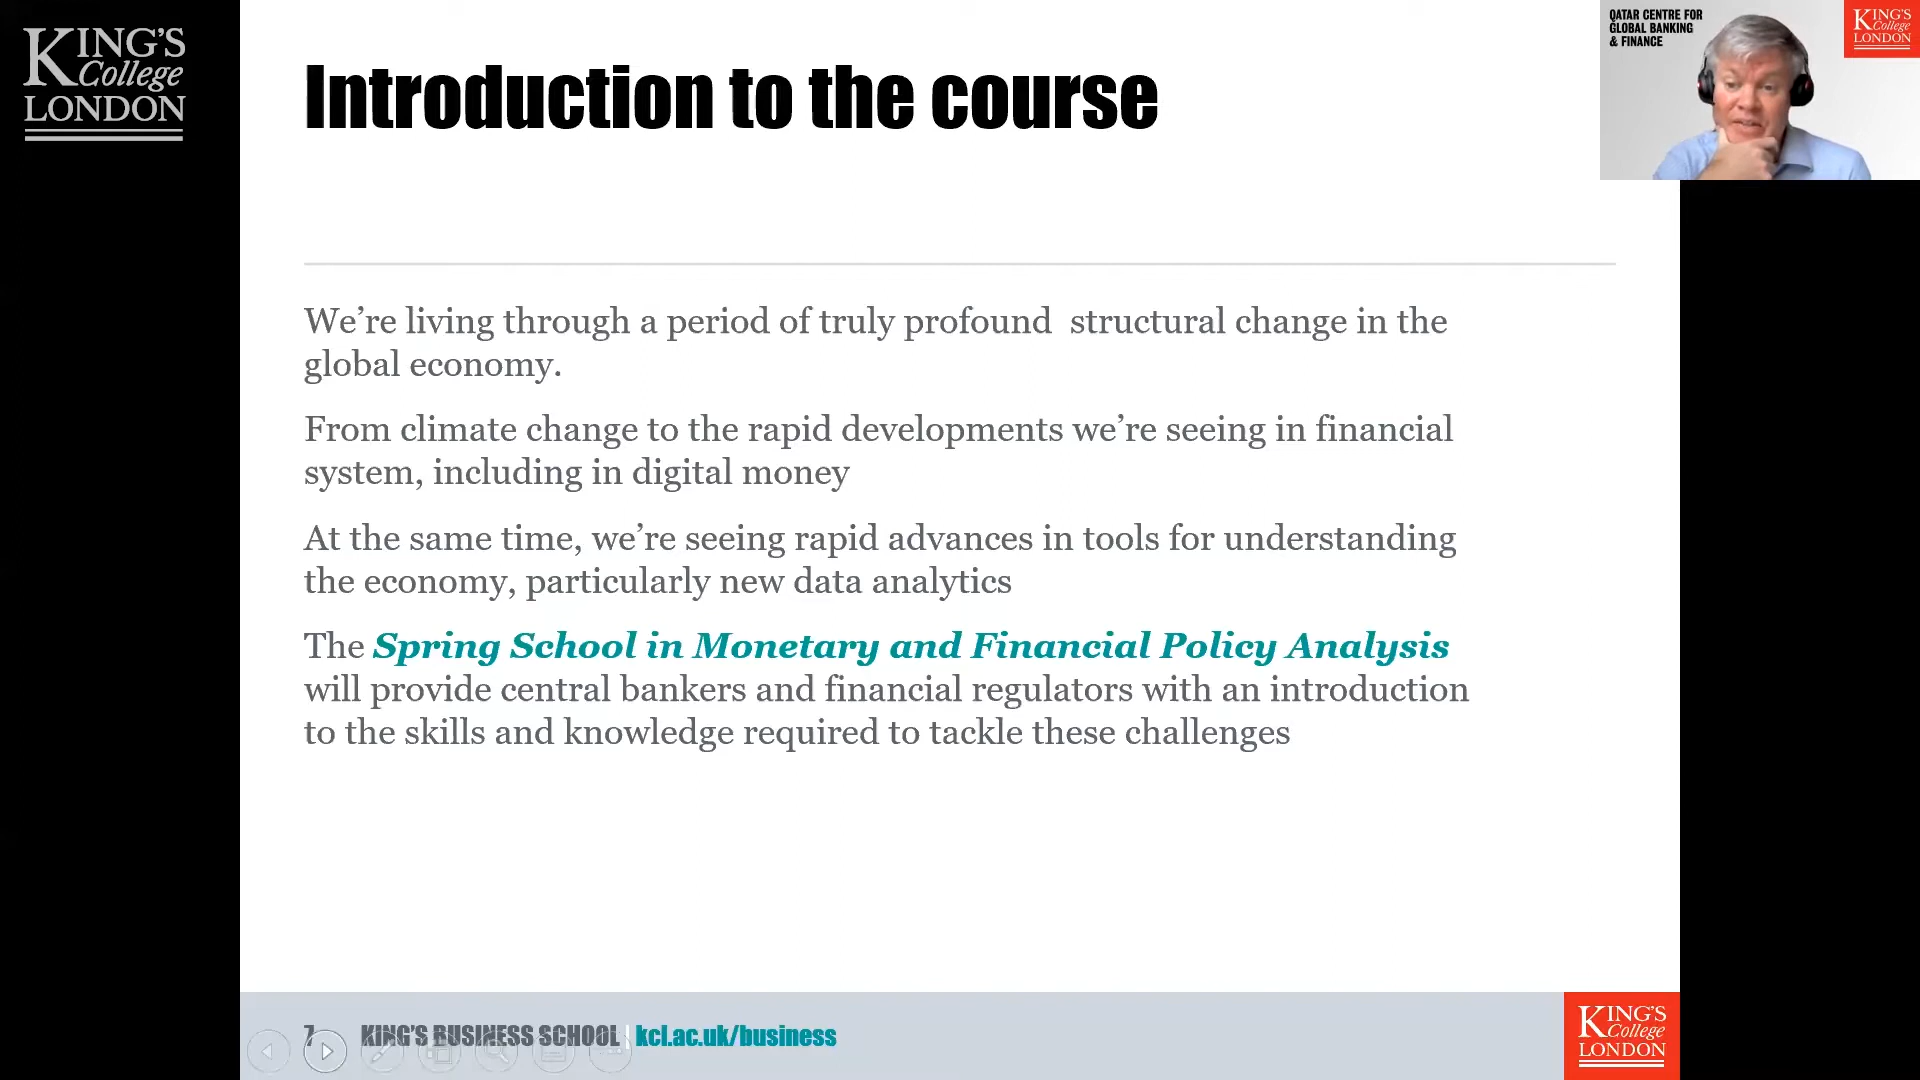 KING'S
College
LONDON
Introduction to the course
QATAR CENTRE FOR
GLOBAL BANKING
& FINANCE
KING'S
College
LONDON
We’re living through a period of truly profound  structural change in the
global economy.
From climate change to the rapid developments we’re seeing in financial
system, including in digital money
At the same time, we’re seeing rapid advances in tools for understanding
the economy, particularly new data analytics
The Spring School in Monetary and Financial Policy Analysis
will provide central bankers and financial regulators with an introduction
to the skills and knowledge required to tackle these challenges
7 KING'S BUSINESS SCHOOL | kcl.ac.uk/business
KING'S
College
LONDON